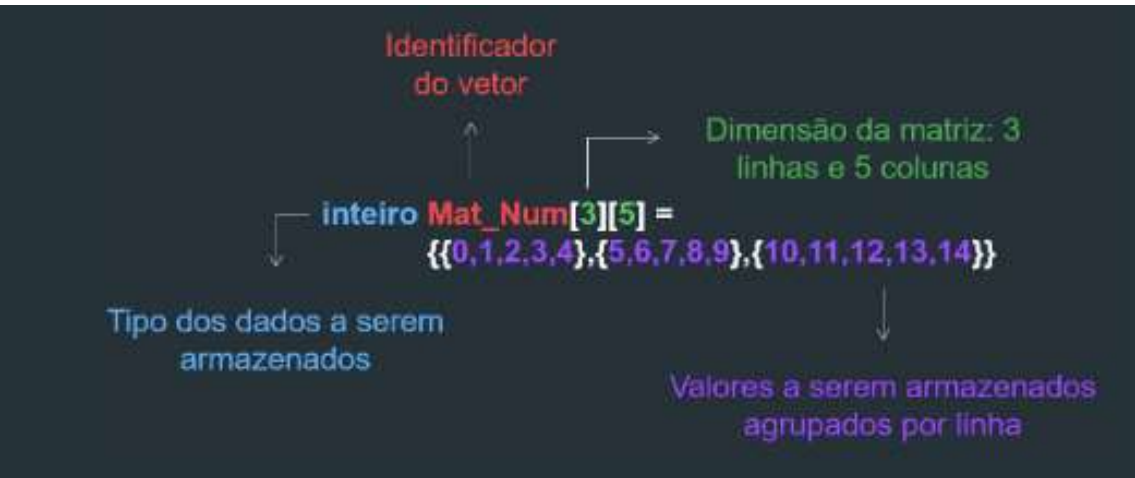 Identificador
do vetor
Dimensão da matriz: 3
linhas e 5 colunas
inteiro Mat_Num[3][5] =
{{0,1,2,3,4},{5,6,7,8,9},{10,11,12,13,14}}
Tipo dos dados a serem
armazenados
Valores a serem armazenados
agrupados por linha